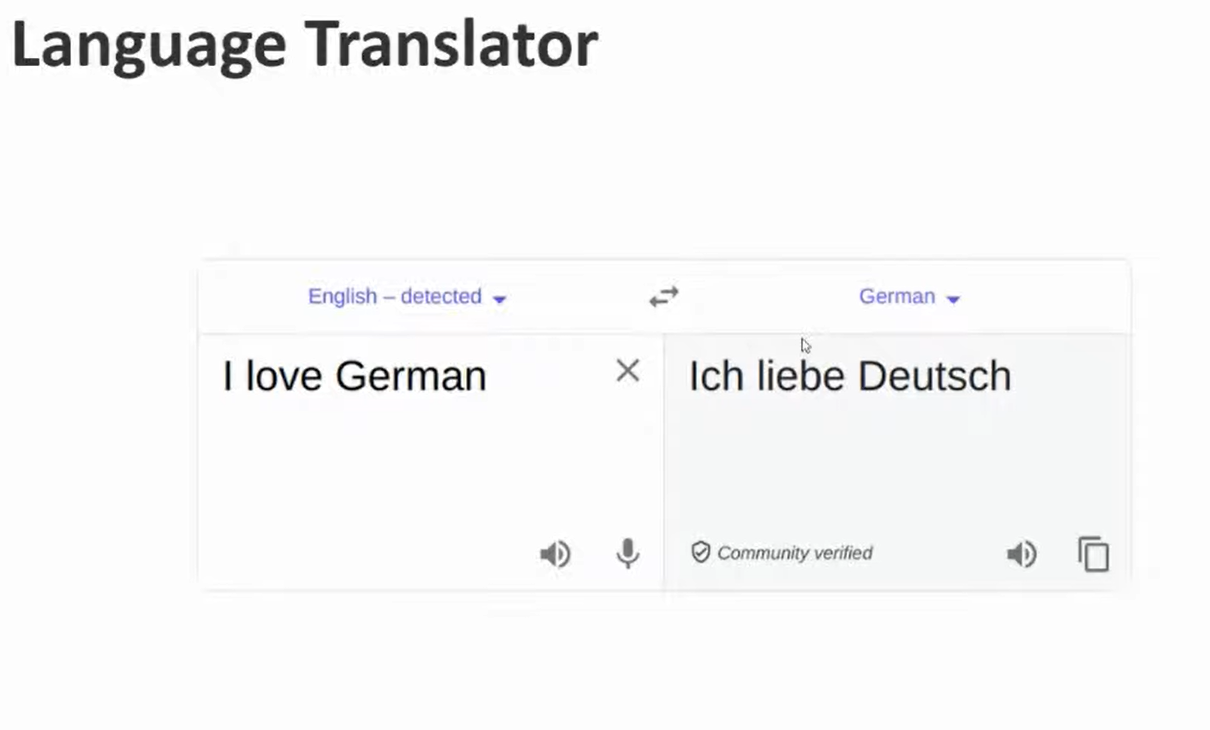 Language Translator
English – detected
German
I love German
Ich liebe Deutsch
Community verified